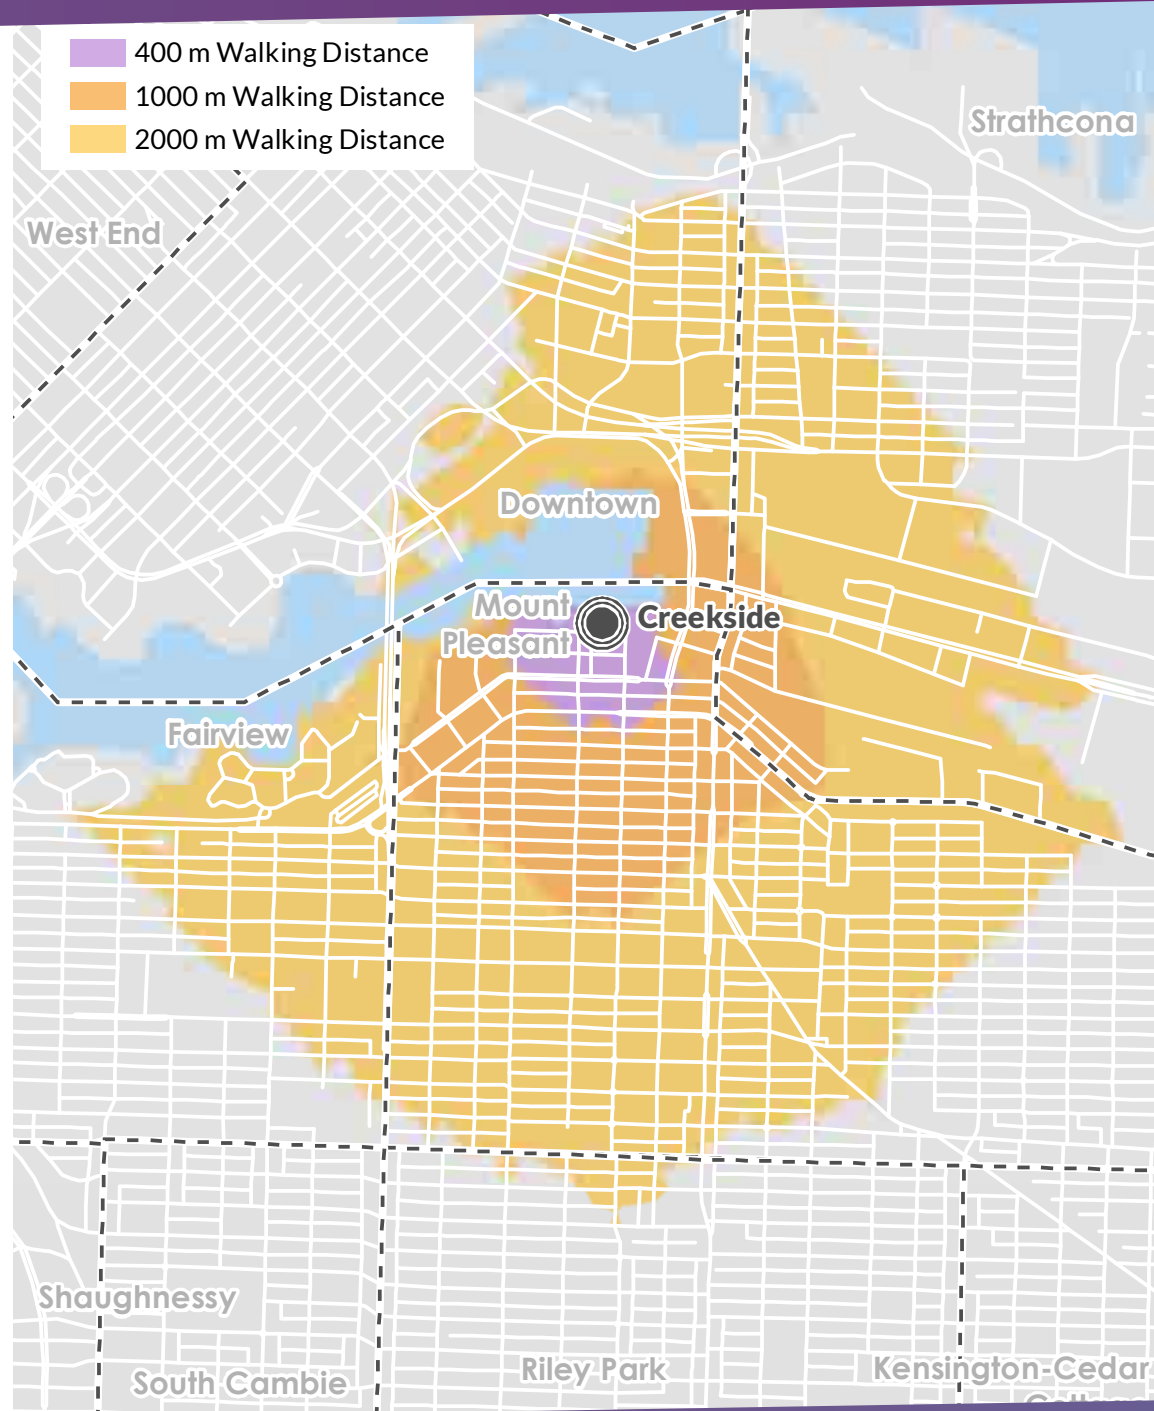 400 m Walking Distance
1000 m Walking Distance
2000 m Walking Distance
Strathcona
West End
Downtown
Mount
Pleasant
Creekside
Fairview
Shaughnessy
South Cambie
Riley Park
Kensington-Cedar